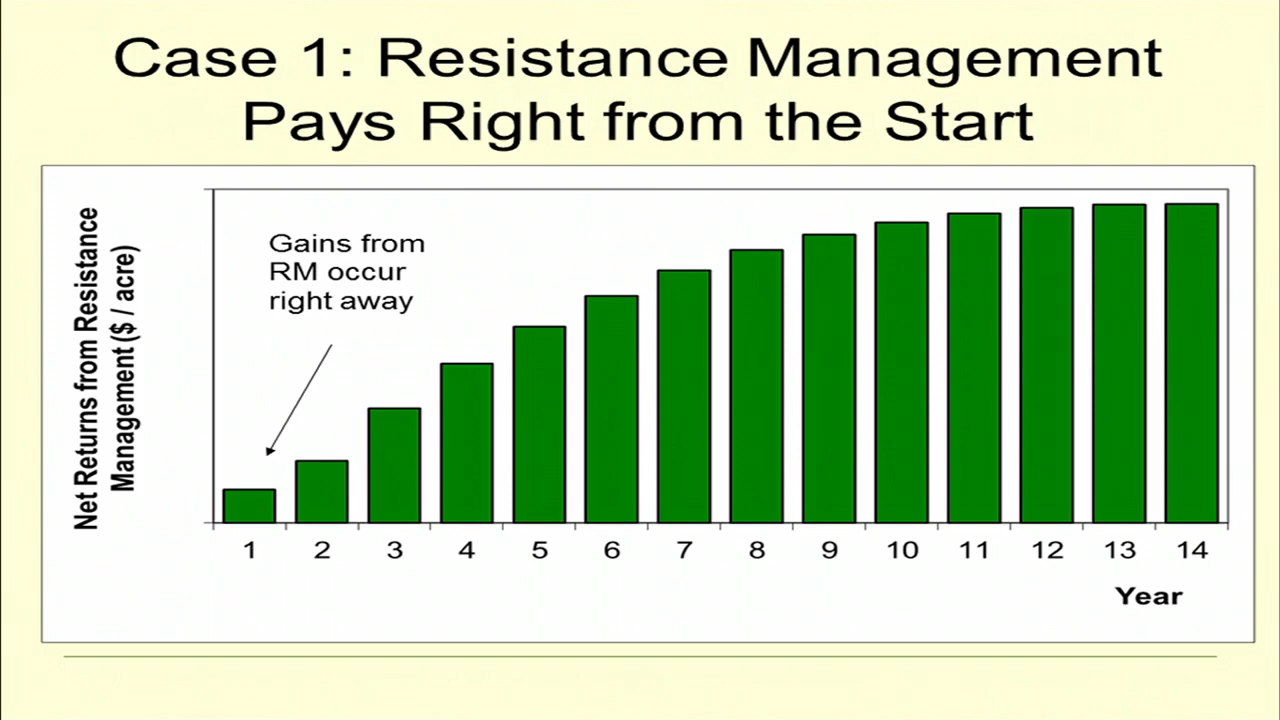 Case 1: Resistance Management
Pays Right from the Start
Net Returns from Resistance
Management ($ / acre)
Gains from
RM occur
right away
1 2 3 4 5 6 7 8 9 10 11 12 13 14
Year